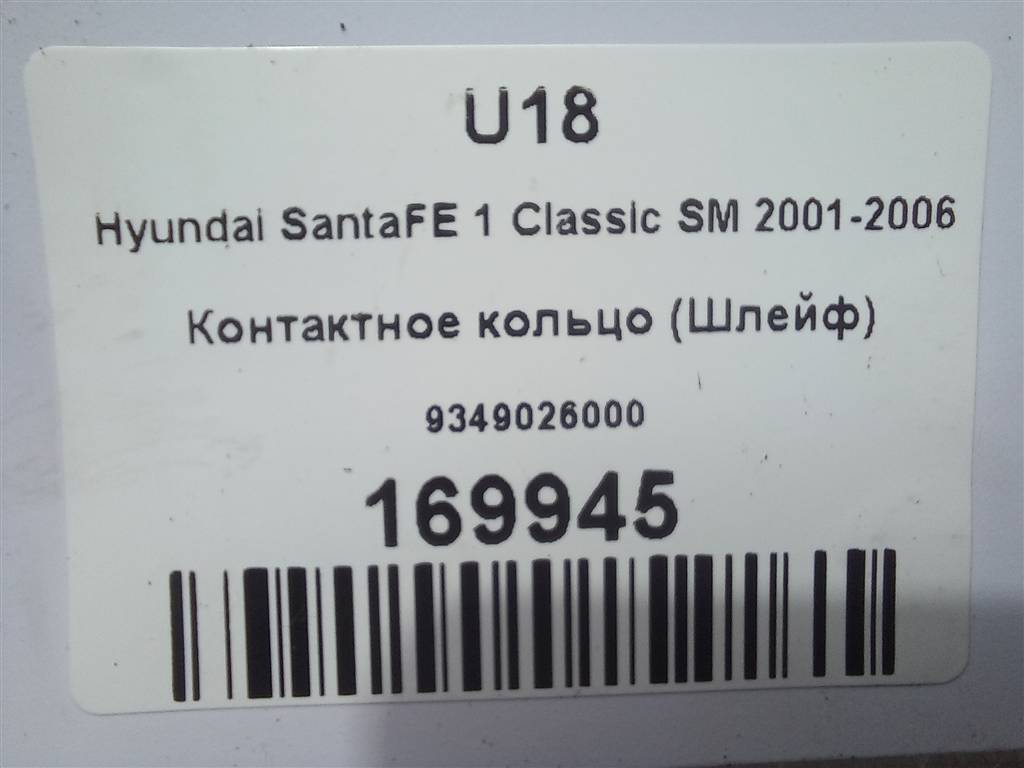 U18
Hyundai SantaFE 1 Classic SM 2001-2006
Контактное кольцо (Шлейф)
9349026000
169945